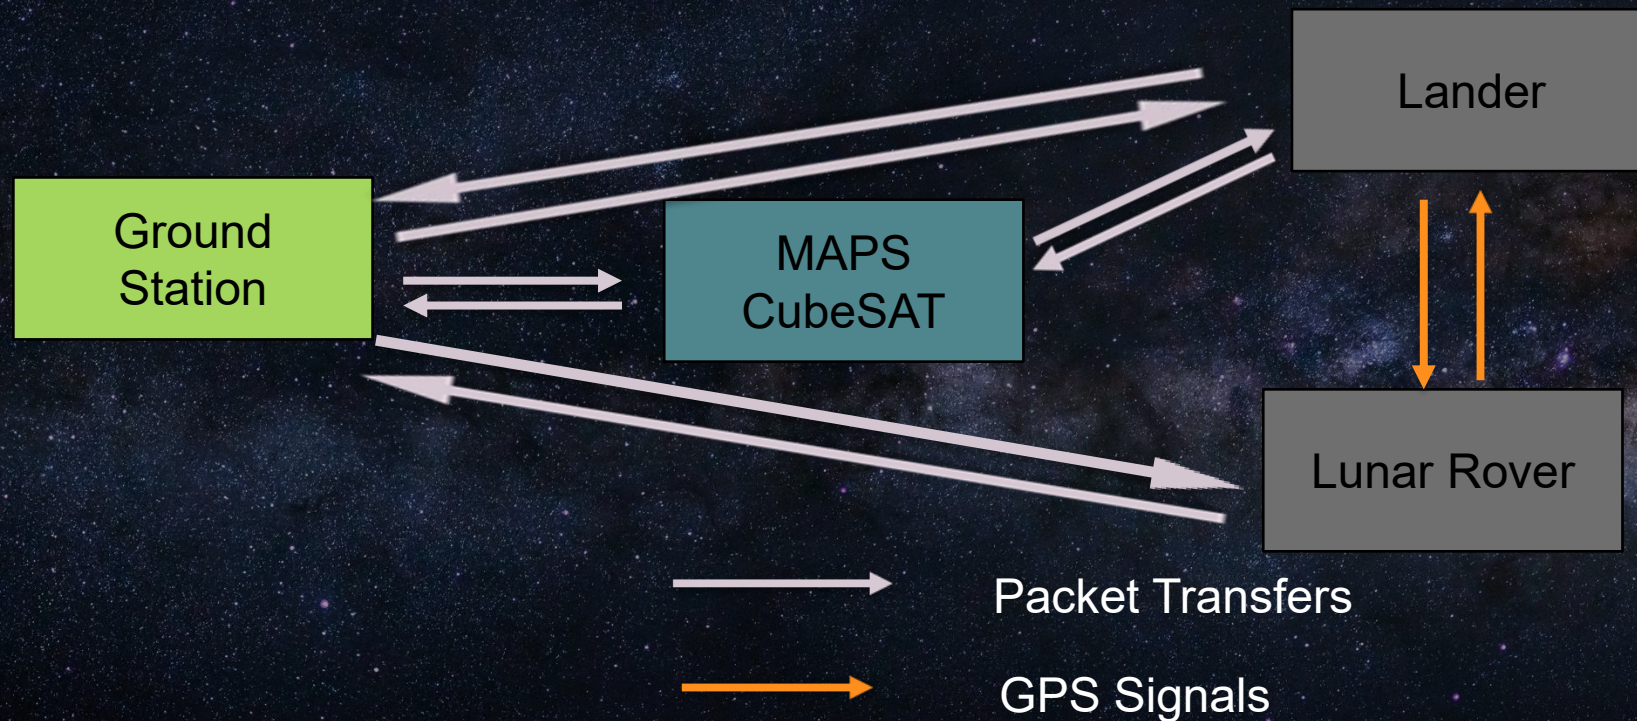 Lander
Ground
Station
MAPS
CubeSAT
Lunar Rover
Packet Transfers
GPS Signals